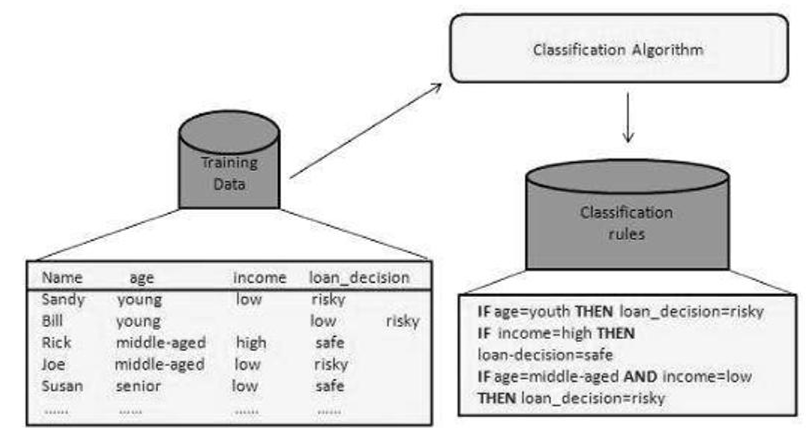 Classification Algorithm
Training
Data
Classification
rules
Name age income loan_decision
Sandy young low risky
Bill young low risky
Rick middle-aged high safe
Joe middle-aged low risky
Susan senior low safe
...... ...... ...... ......
IF age=youth THEN loan_decision=risky
IF income=high THEN
loan-decision=safe
IF age=middle-aged AND income=low
THEN loan_decision=risky